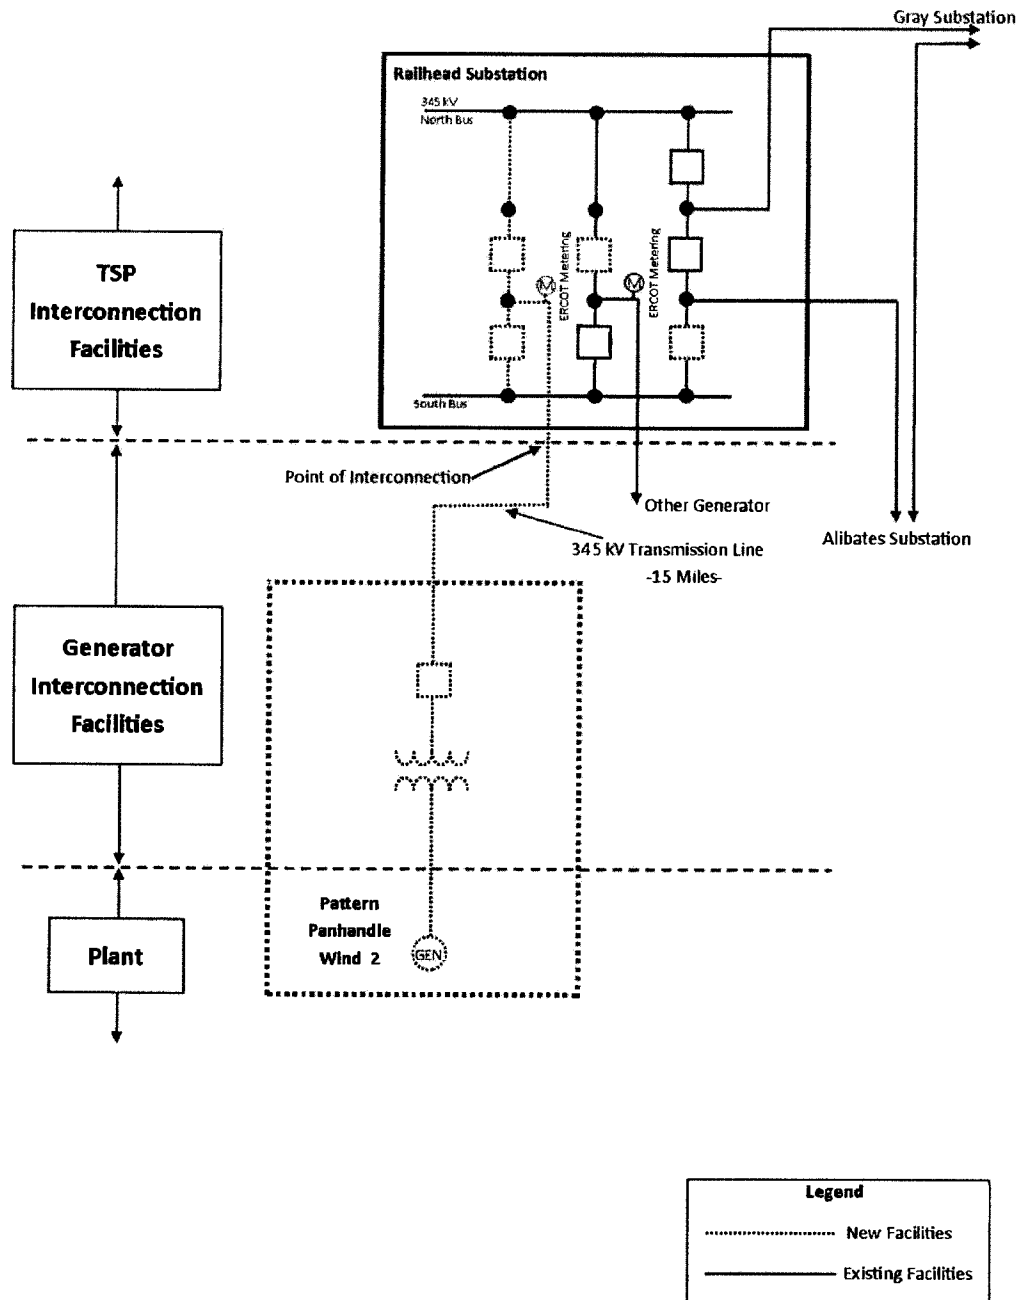 Gray Substation
Railhead Substation
345 kV
North Bus
TSP
Interconnection
Facilities
M
ERCOT Metering
M
ERCOT Metering
South Bus
Point of Interconnection
Other Generator
345 kV Transmission Line
-15 Miles-
Alibates Substation
Generator
Interconnection
Facilities
Pattern
Panhandle
Wind 2
GEN
Plant
Legend
New Facilities
Existing Facilities